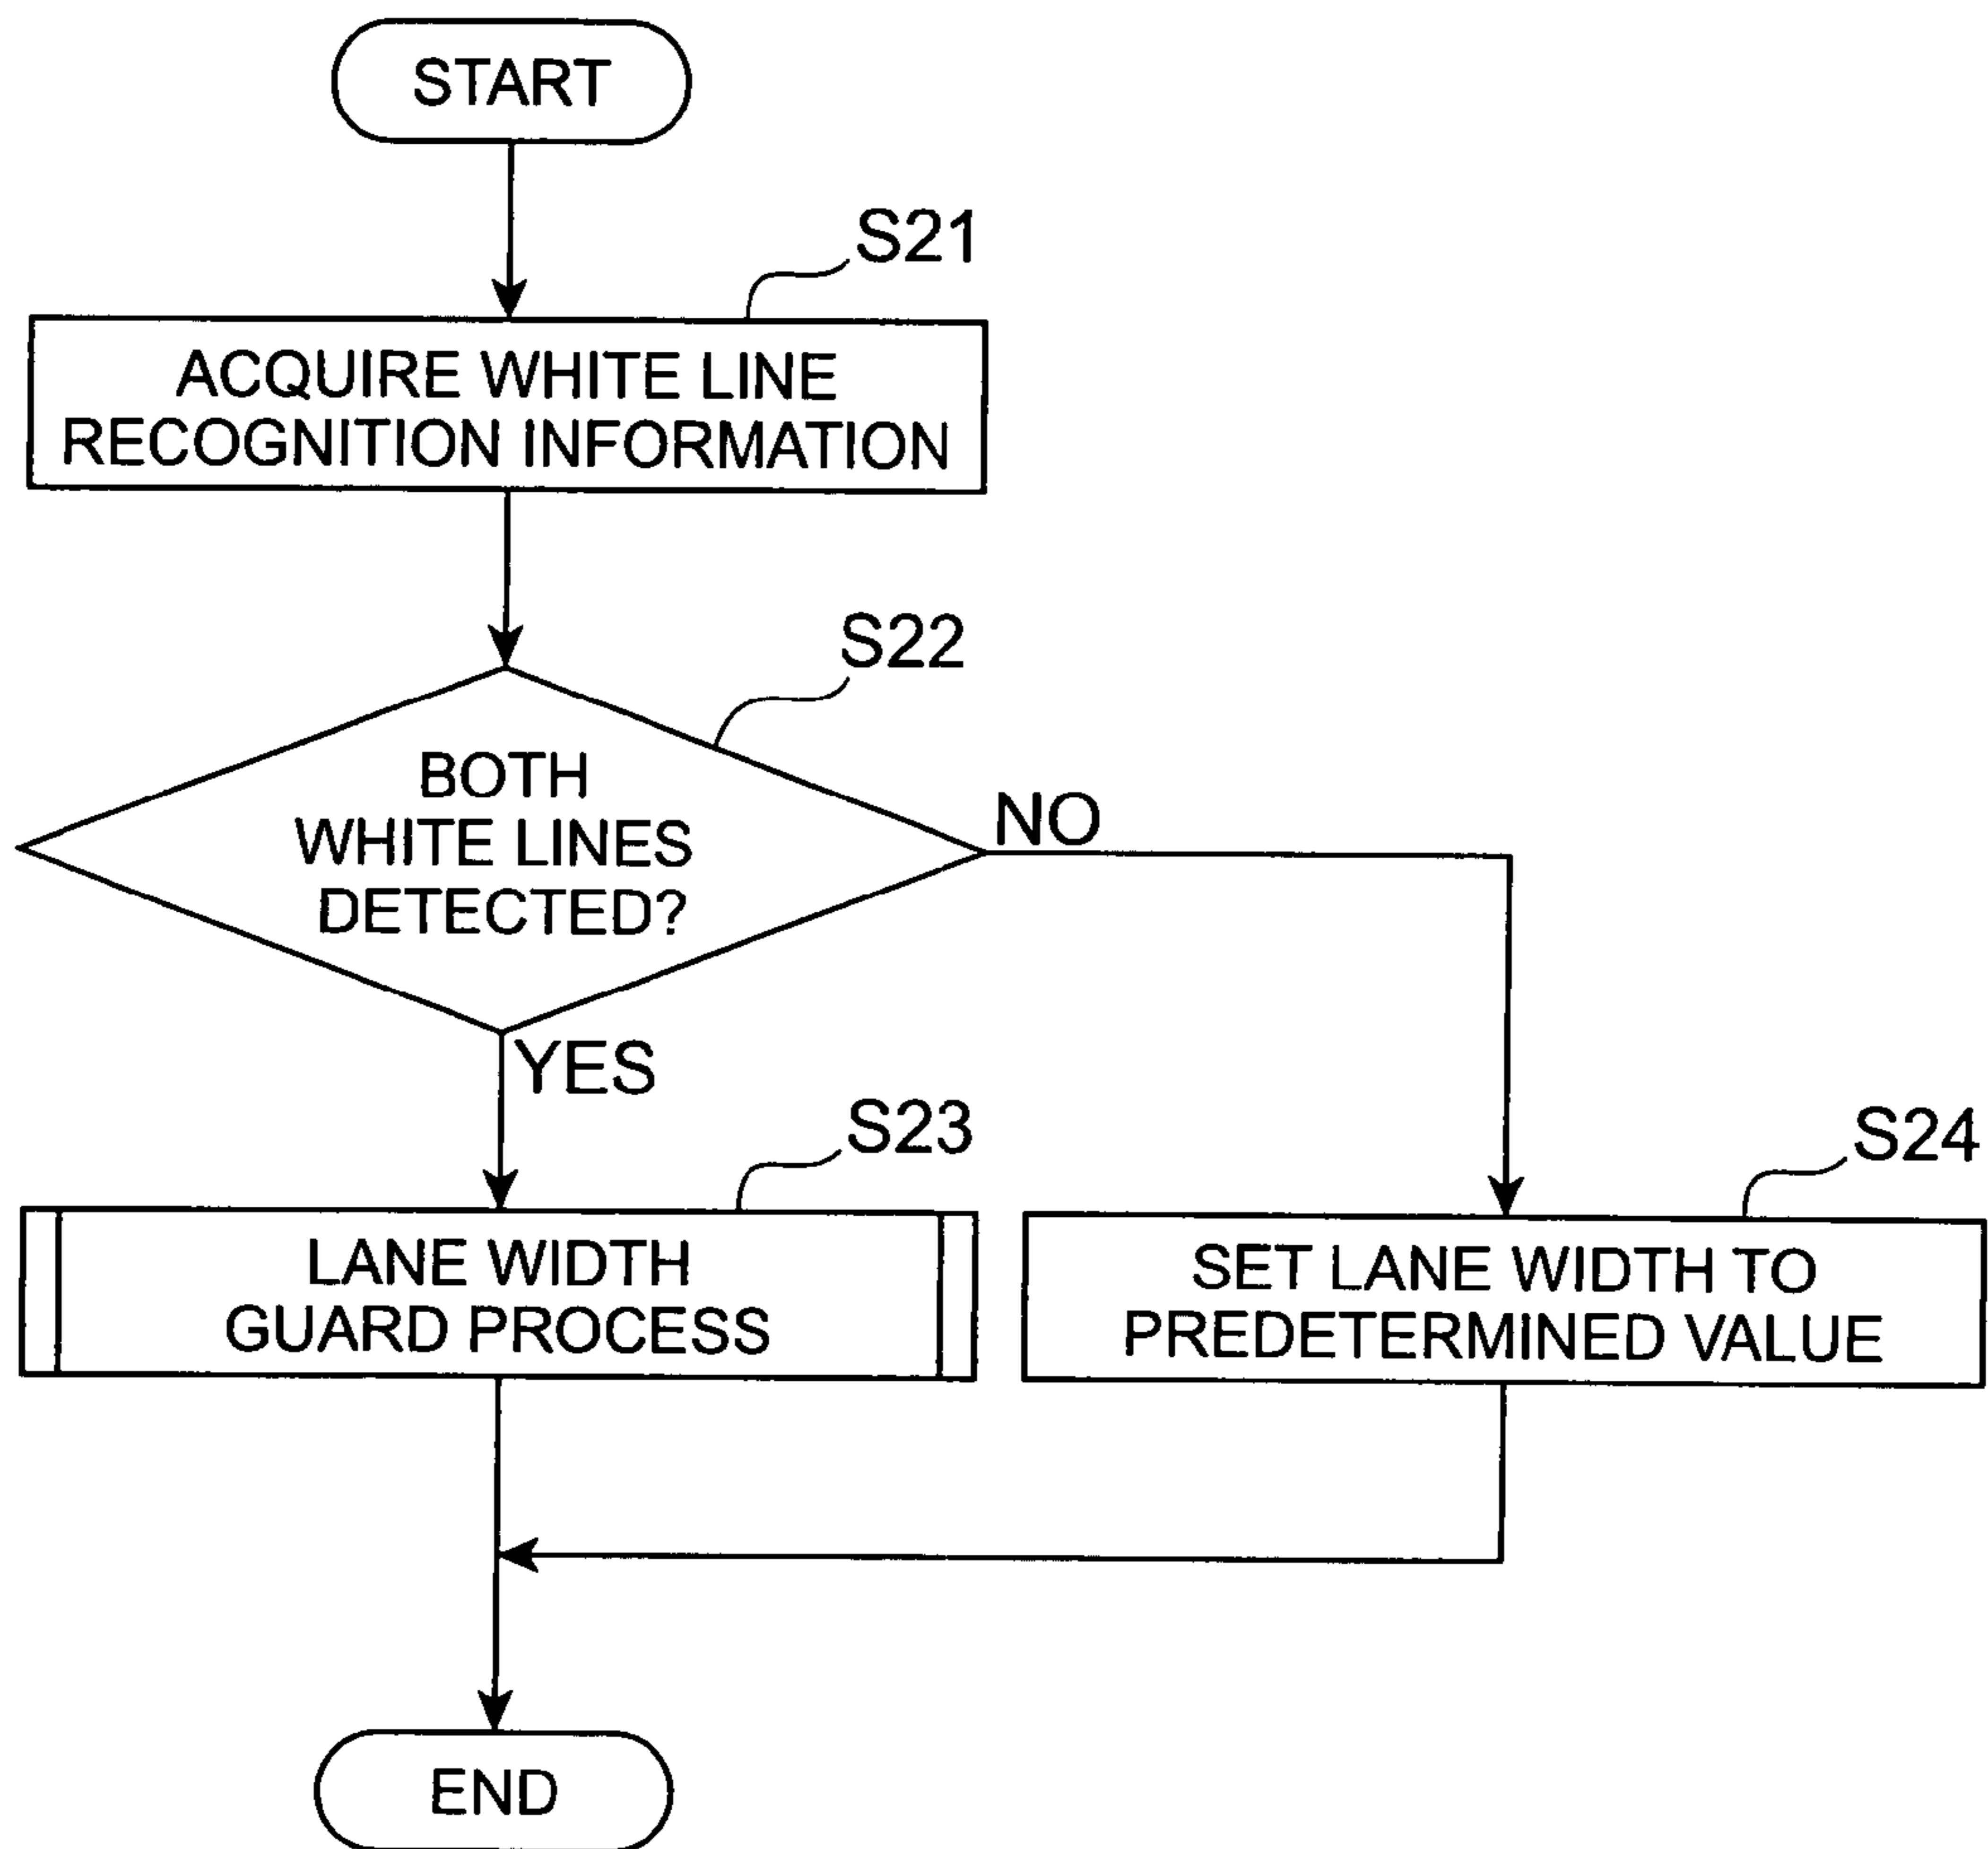 START
S21
ACQUIRE WHITE LINE
RECOGNITION INFORMATION
S22
BOTH
WHITE LINES
DETECTED?
NO
YES
S23
LANE WIDTH
GUARD PROCESS
S24
SET LANE WIDTH TO
PREDETERMINED VALUE
END